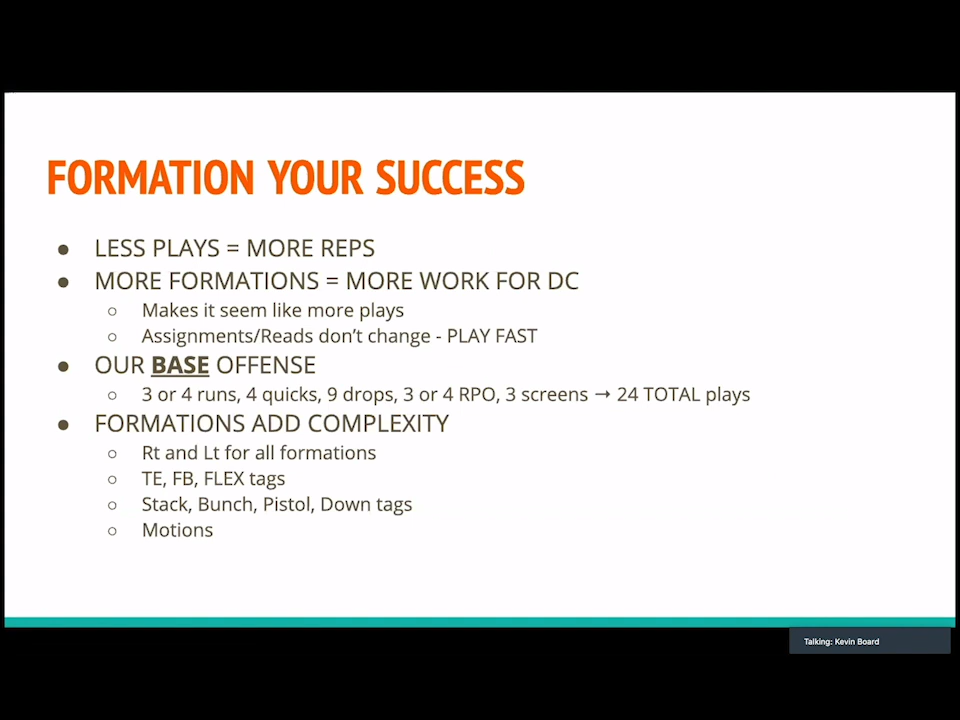 FORMATION YOUR SUCCESS
● LESS PLAYS = MORE REPS
● MORE FORMATIONS = MORE WORK FOR DC
○ Makes it seem like more plays
○ Assignments/Reads don't change - PLAY FAST
● OUR BASE OFFENSE
○ 3 or 4 runs, 4 quicks, 9 drops, 3 or 4 RPO, 3 screens → 24 TOTAL plays
● FORMATIONS ADD COMPLEXITY
○ Rt and Lt for all formations
○ TE, FB, FLEX tags
○ Stack, Bunch, Pistol, Down tags
○ Motions
Talking: Kevin Board